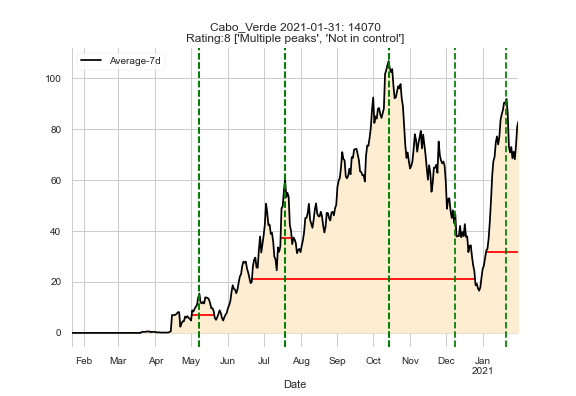 Cabo_Verde 2021-01-31: 14070
Rating:8 ['Multiple peaks', 'Not in control']
Average-7d
100
80
60
40
20
0
Feb Mar Apr May Jun Jul Aug Sep Oct Nov Dec Jan
2021
Date